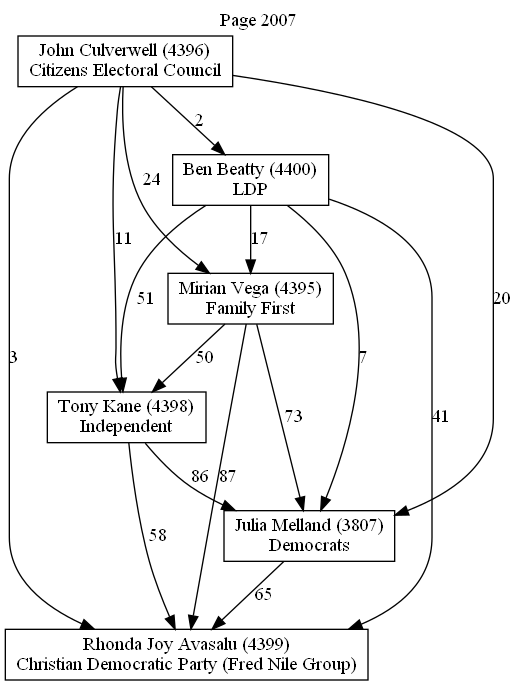 Page 2007
John Culverwell (4396)
Citizens Electoral Council
2
Ben Beatty (4400)
LDP
24
11
17
Mirian Vega (4395)
Family First
51
20
3
50
7
Tony Kane (4398)
Independent
73
41
86
87
Julia Melland (3807)
Democrats
58
65
Rhonda Joy Avasalu (4399)
Christian Democratic Party (Fred Nile Group)